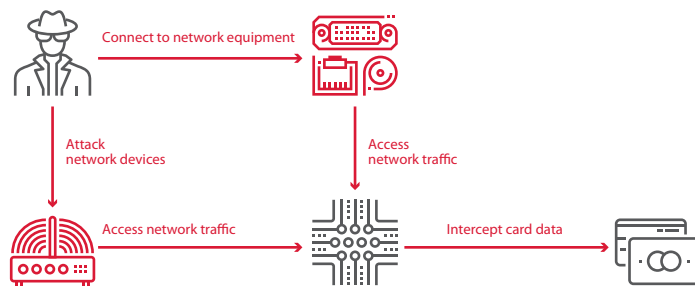 Connect to network equipment
Attack
network devices
Access
network traffic
Access network traffic
Intercept card data